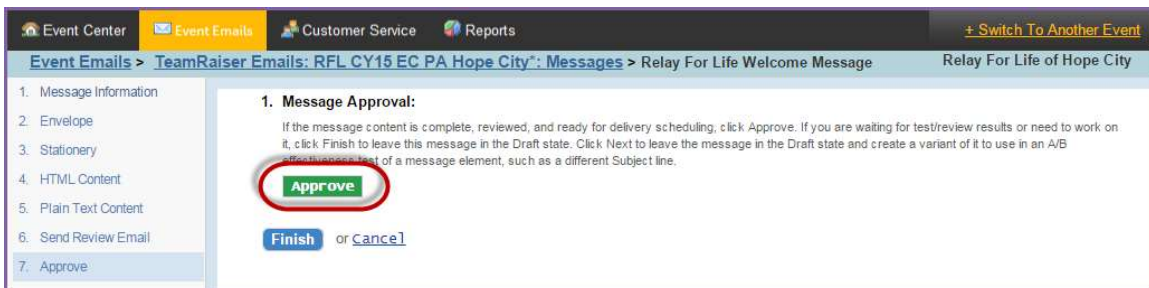 Event Center Event Emails Customer Service Reports + Switch To Another Event
Event Emails > TeamRaiser Emails: RFL CY15 EC PA Hope City*: Messages > Relay For Life Welcome Message Relay For Life of Hope City
1. Message Information
2. Envelope
3. Stationery
4. HTML Content
5. Plain Text Content
6. Send Review Email
7. Approve
1. Message Approval:
If the message content is complete, reviewed, and ready for delivery scheduling, click Approve. If you are waiting for test/review results or need to work on
it, click Finish to leave this message in the Draft state. Click Next to leave the message in the Draft state and create a variant of it to use in an A/B
effectiveness test of a message element, such as a different Subject line.
Approve
Finish or Cancel